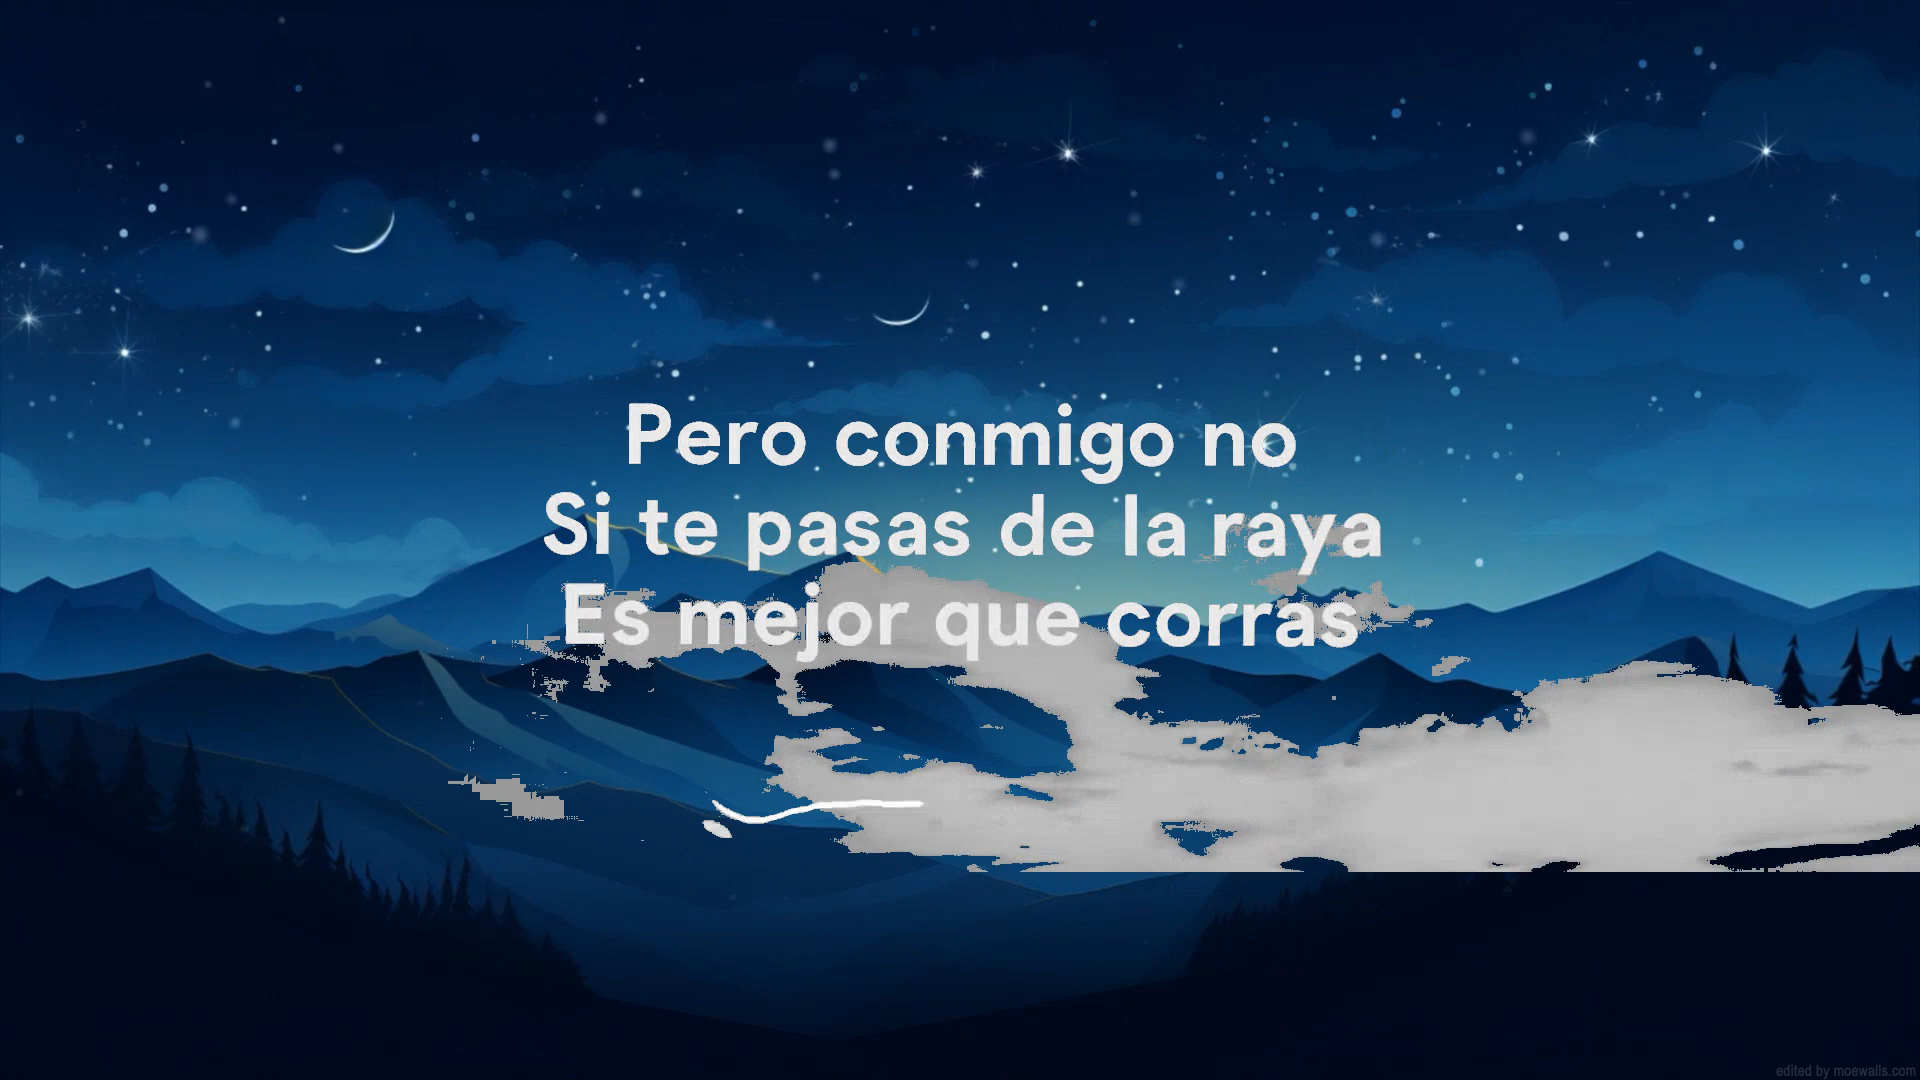 Pero conmigo no
Si te pasas de la raya
Es mejor que corras
edited by moewalls.com